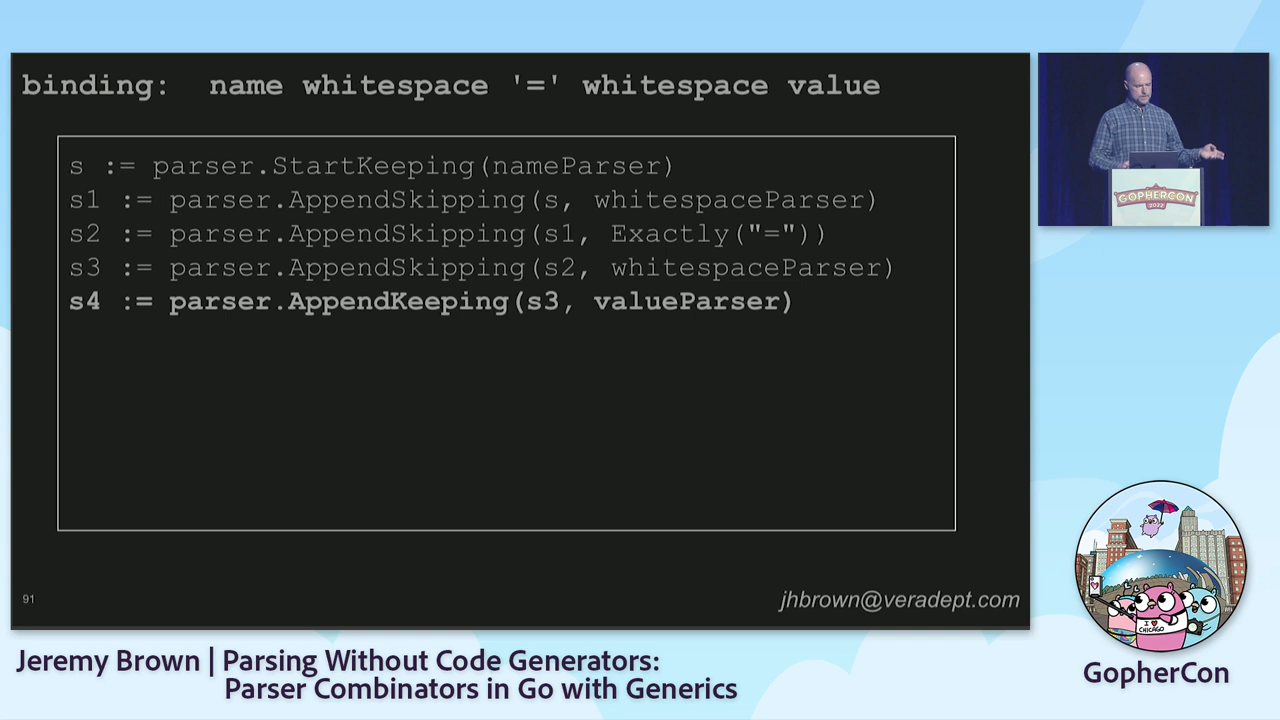 binding:  name whitespace '=' whitespace value
s := parser.StartKeeping(nameParser)
s1 := parser.AppendSkipping(s, whitespaceParser)
s2 := parser.AppendSkipping(s1, Exactly("="))
s3 := parser.AppendSkipping(s2, whitespaceParser)
s4 := parser.AppendKeeping(s3, valueParser)
91
jhbrown@veradept.com
GOPHERCON
2022
I
CHICAGO
Jeremy Brown | Parsing Without Code Generators:
Parser Combinators in Go with Generics
GopherCon